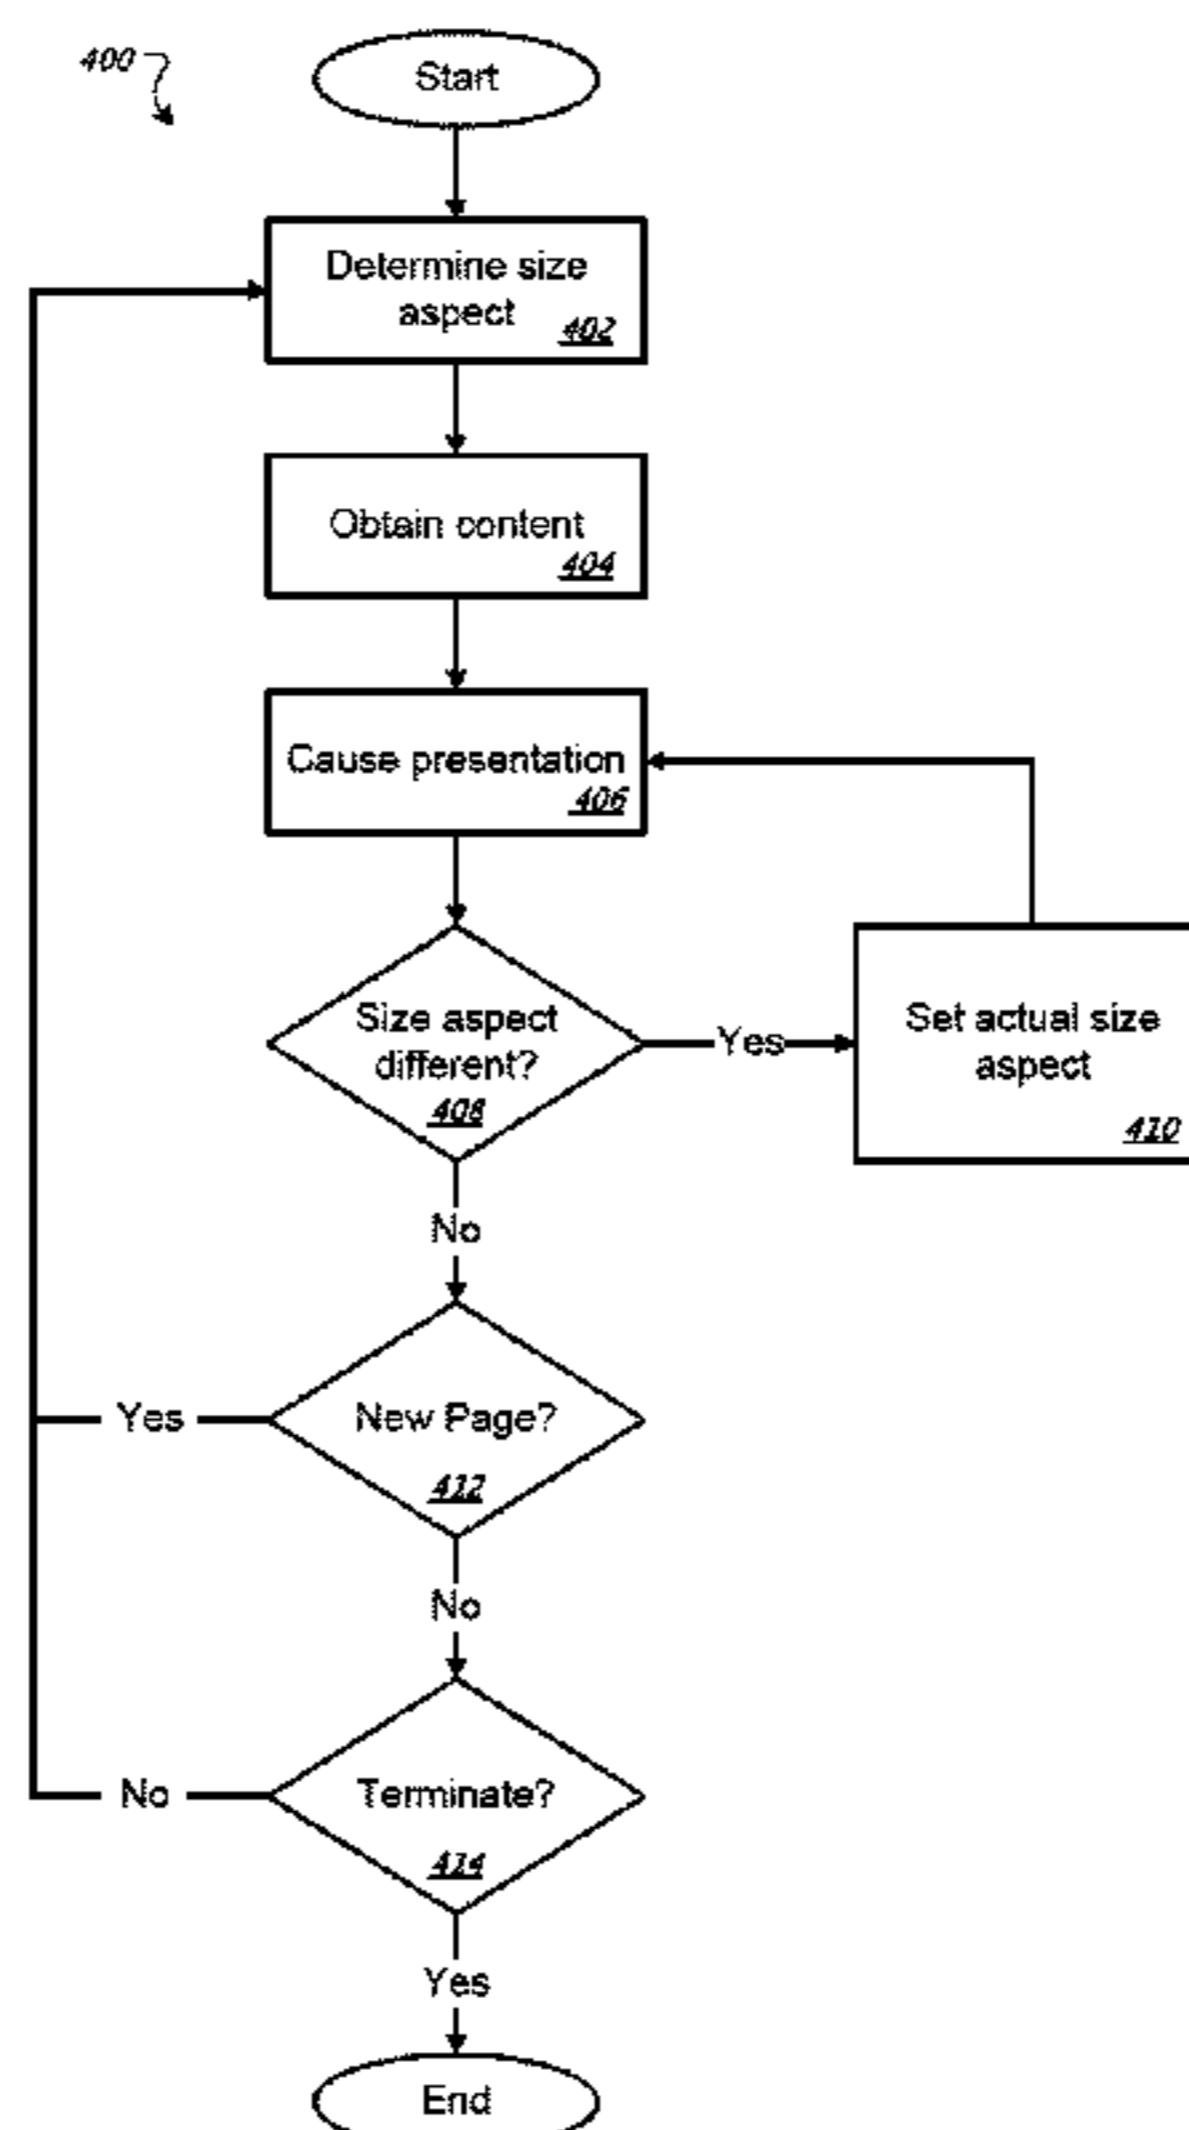 400
Start
Determine size
aspect
402
Obtain content
404
Cause presentation
406
Size aspect
different?
408
Yes
Set actual size
aspect
410
No
Yes
New Page?
412
No
No
Terminate?
414
Yes
End